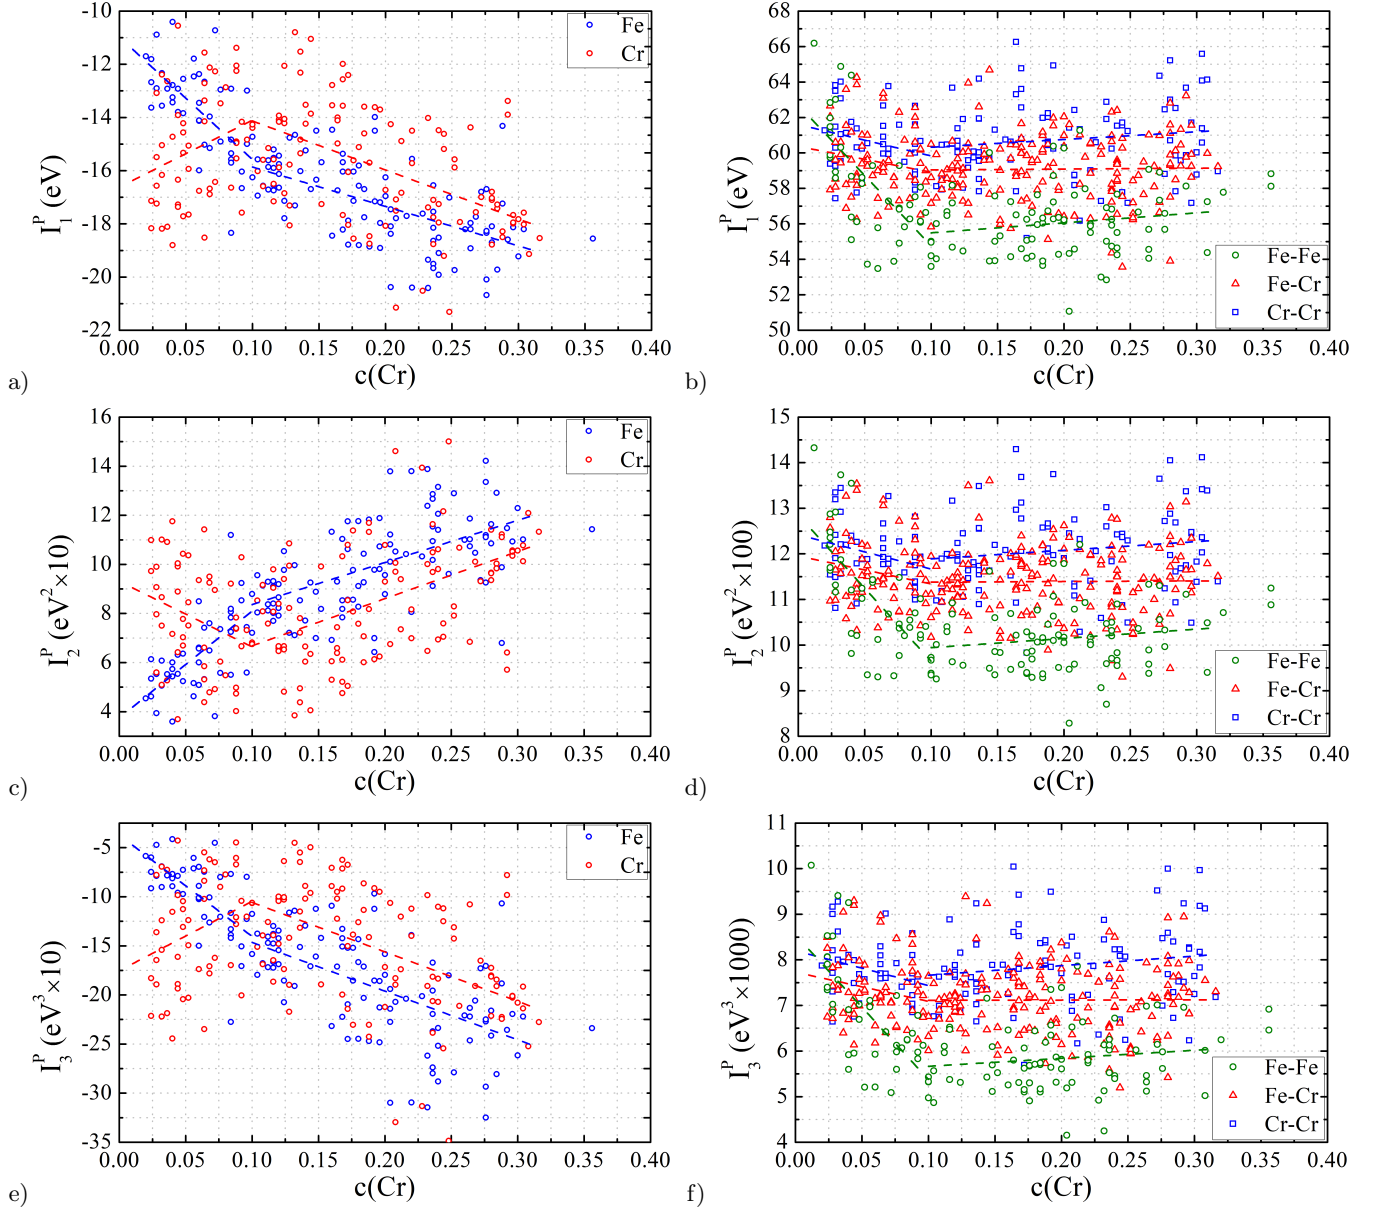 -10
-12
-14
-16
-18
-20
-22
I₁ᴾ (eV)
Fe
Cr
0.00 0.05 0.10 0.15 0.20 0.25 0.30 0.35 0.40
c(Cr)
a)
68
66
64
62
60
58
56
54
52
50
I₁ᴾ (eV)
Fe-Fe
Fe-Cr
Cr-Cr
0.00 0.05 0.10 0.15 0.20 0.25 0.30 0.35 0.40
c(Cr)
b)
16
14
12
10
8
6
4
I₂ᴾ (eV²×10)
Fe
Cr
0.00 0.05 0.10 0.15 0.20 0.25 0.30 0.35 0.40
c(Cr)
c)
15
14
13
12
11
10
9
8
I₂ᴾ (eV²×100)
Fe-Fe
Fe-Cr
Cr-Cr
0.00 0.05 0.10 0.15 0.20 0.25 0.30 0.35 0.40
c(Cr)
d)
-5
-10
-15
-20
-25
-30
-35
I₃ᴾ (eV³×10)
Fe
Cr
0.00 0.05 0.10 0.15 0.20 0.25 0.30 0.35 0.40
c(Cr)
e)
11
10
9
8
7
6
5
4
I₃ᴾ (eV³×1000)
Fe-Fe
Fe-Cr
Cr-Cr
0.00 0.05 0.10 0.15 0.20 0.25 0.30 0.35 0.40
c(Cr)
f)